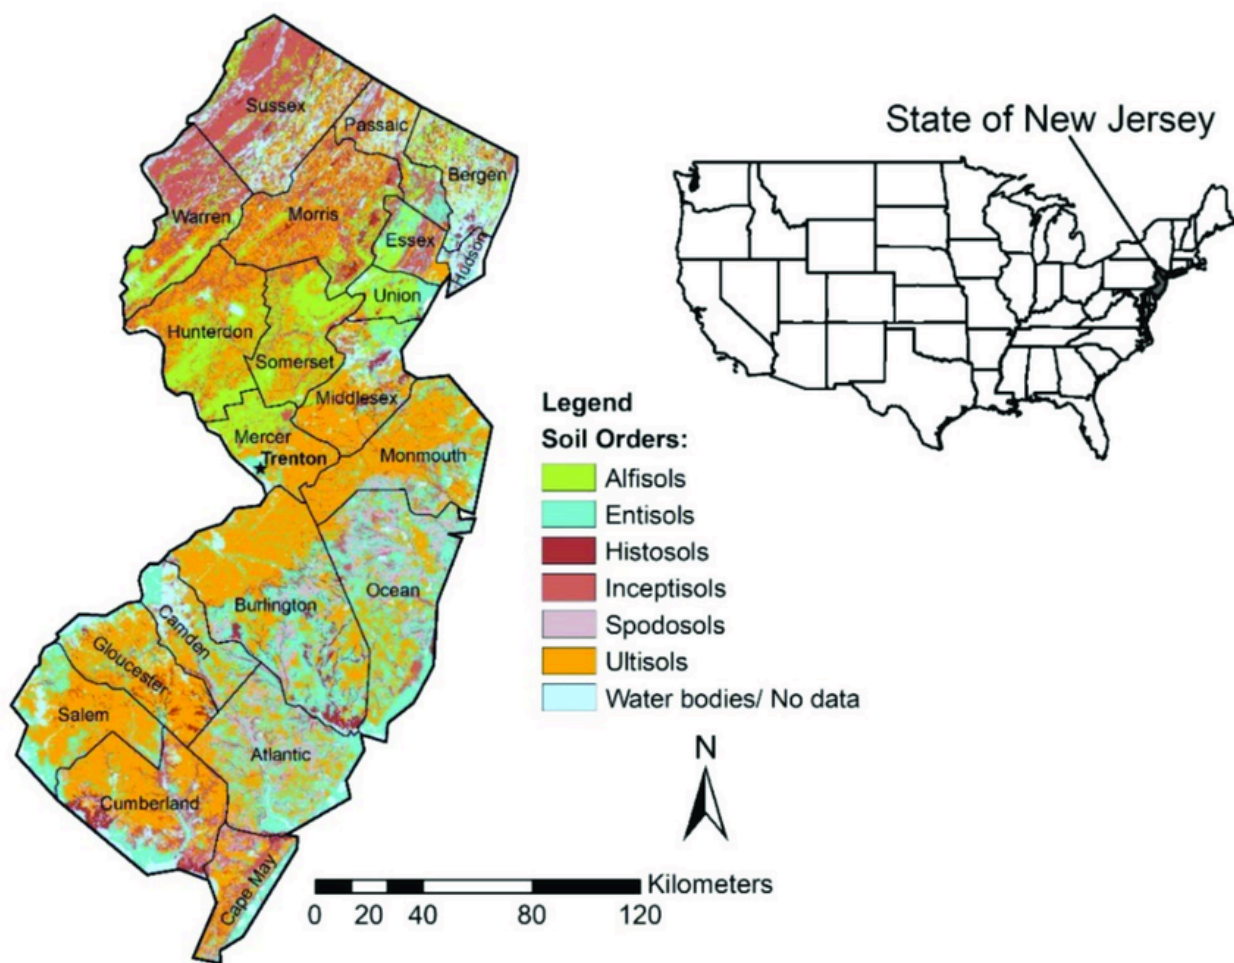 State of New Jersey
Sussex
Passaic
Bergen
Warren
Morris
Essex
Hudson
Union
Hunterdon
Somerset
Middlesex
Mercer
Trenton
Monmouth
Ocean
Burlington
Camden
Gloucester
Salem
Atlantic
Cumberland
Cape May
Legend
Soil Orders:
Alfisols
Entisols
Histosols
Inceptisols
Spodosols
Ultisols
Water bodies/ No data
N
Kilometers
0 20 40 80 120